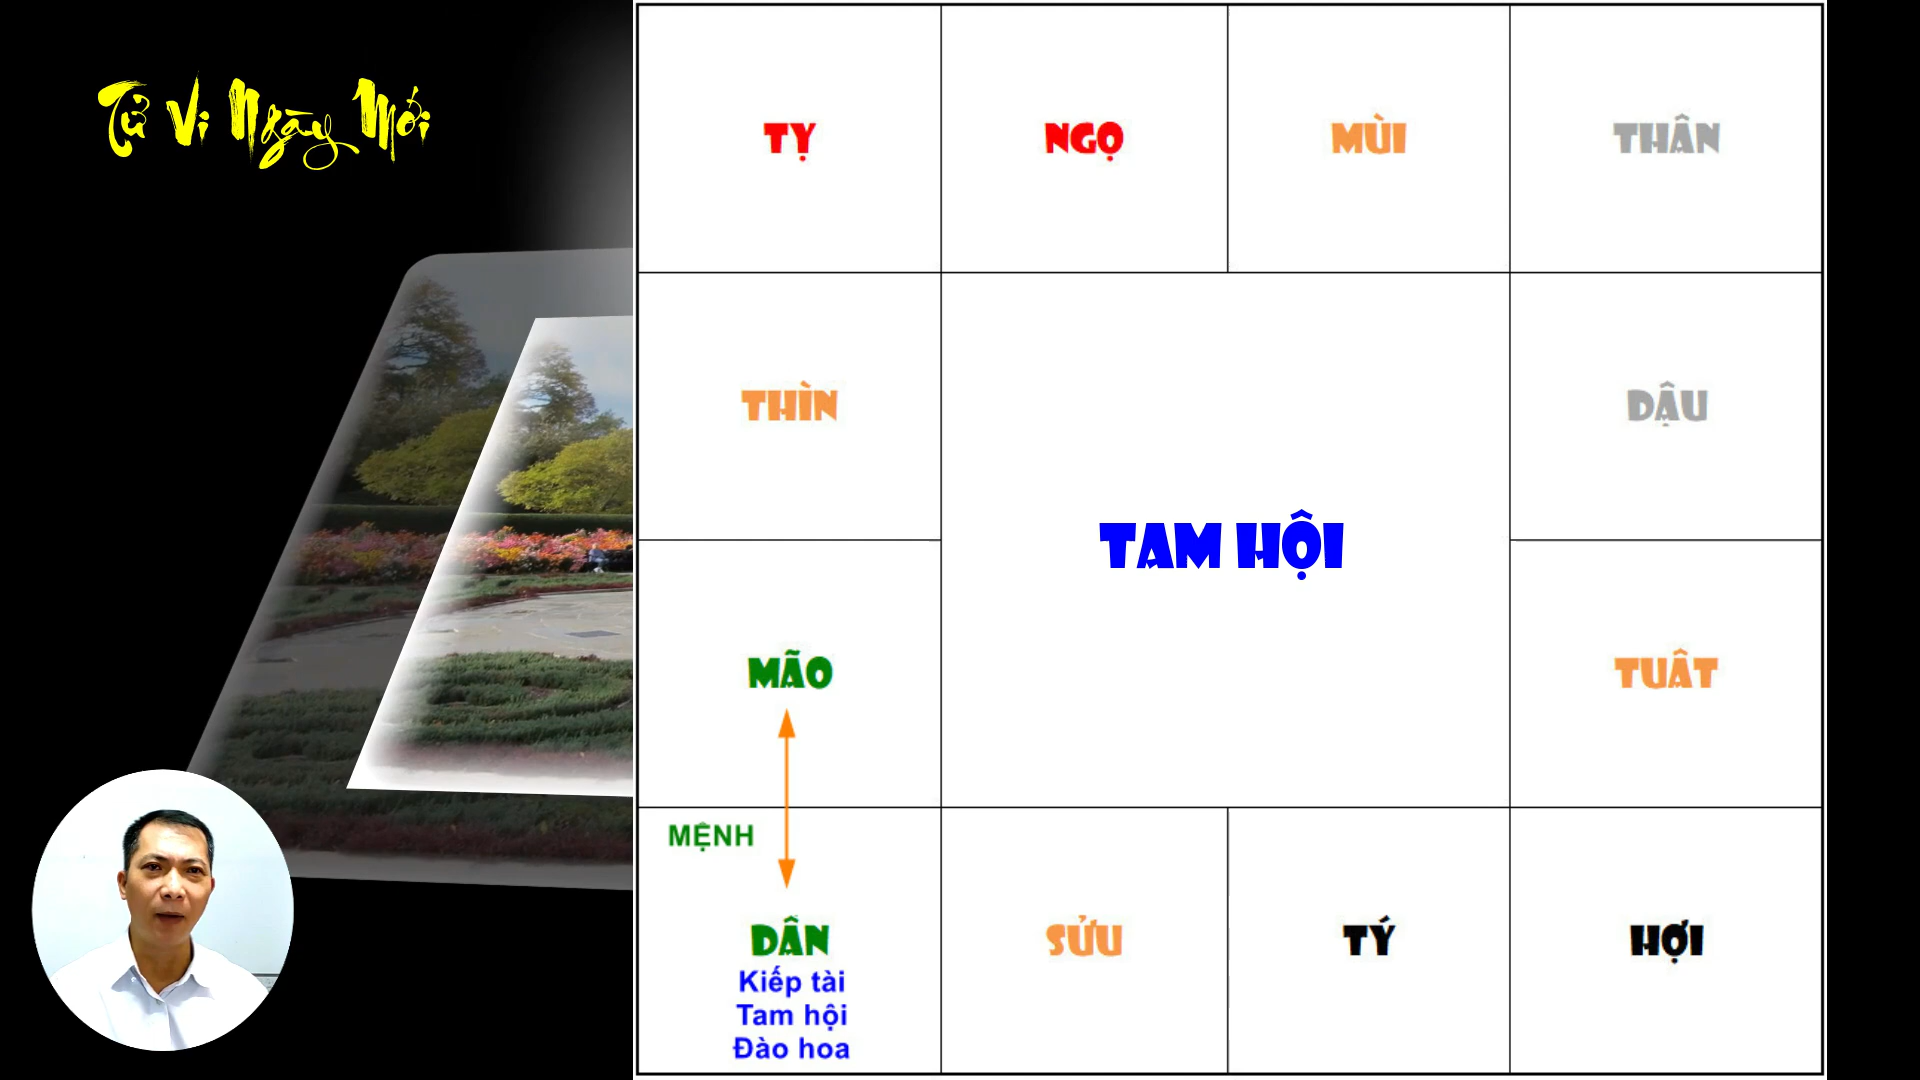 Tử Vi Ngày Mới
TỴ
NGỌ
MÙI
THÂN
THÌN
DẬU
TAM HỘI
MÃO
TUẤT
MỆNH
DẦN
SỬU
TÝ
HỢI
Kiếp tài
Tam hội
Đào hoa